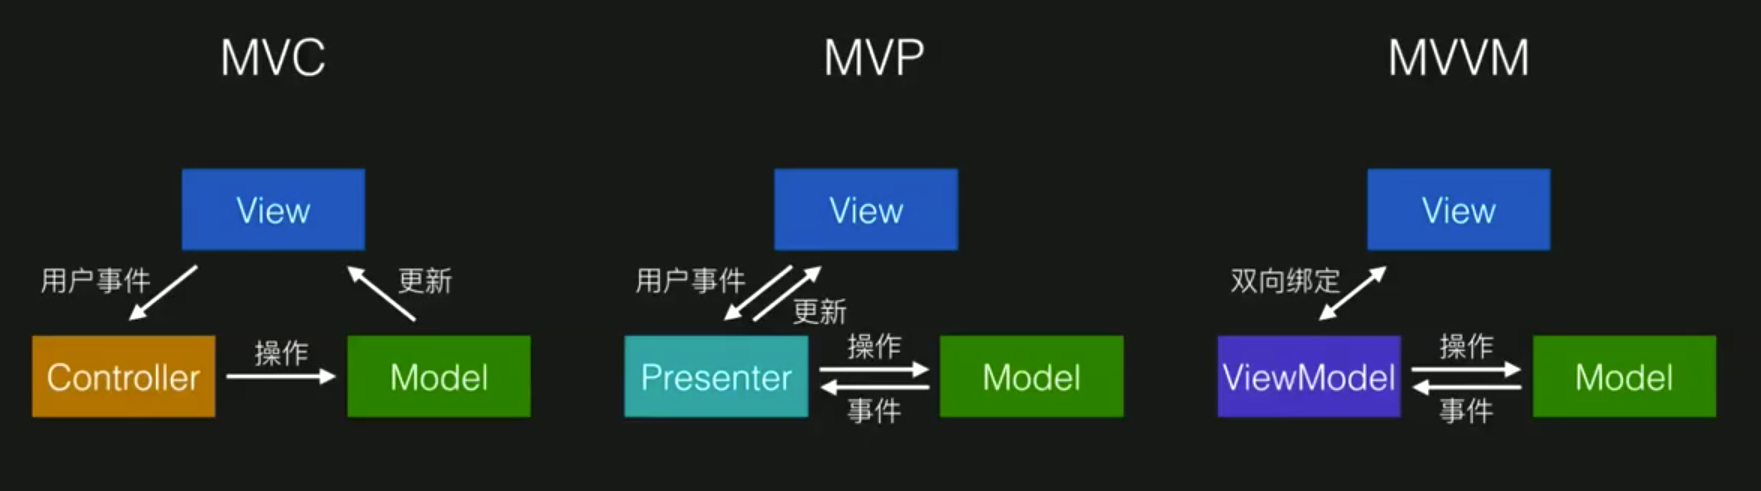 MVC
View
用户事件
更新
Controller
操作
Model
MVP
View
用户事件
更新
Presenter
操作
事件
Model
MVVM
View
双向绑定
ViewModel
操作
事件
Model